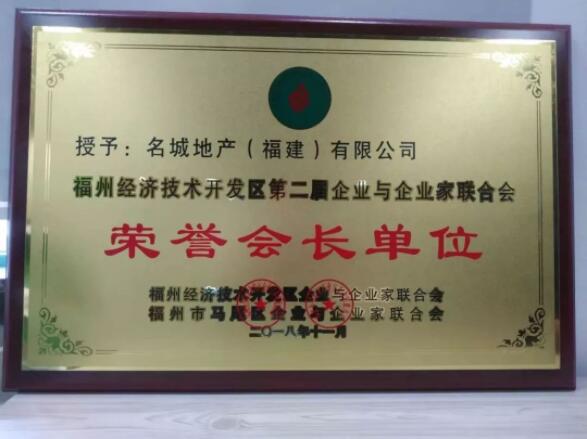 授予：名城地产（福建）有限公司
福州经济技术开发区第二届企业与企业家联合会
荣誉会长单位
福州经济技术开发区企业与企业家联合会
福州市马尾区企业与企业家联合会
二〇一八年十一月